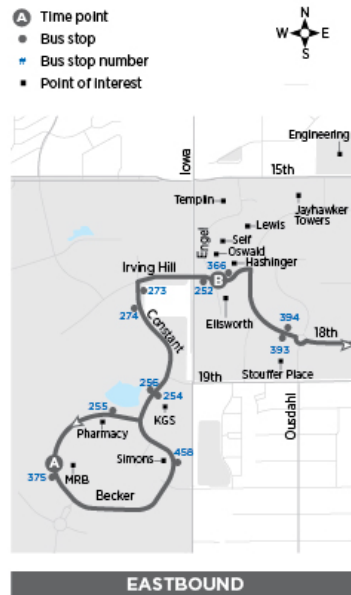 A Time point
Bus stop
# Bus stop number
Point of Interest
N
W E
S
Engineering
Iowa
15th
Templin
Jayhawker
Towers
Lewis
Engel
Self
Oswald
Hashinger
366
Irving Hill
B
252
273
274
Ellsworth
Constant
394
18th
393
Stouffer Place
19th
256
254
255
KGS
Pharmacy
Ousdahl
458
Simons
A
MRB
375
Becker
EASTBOUND